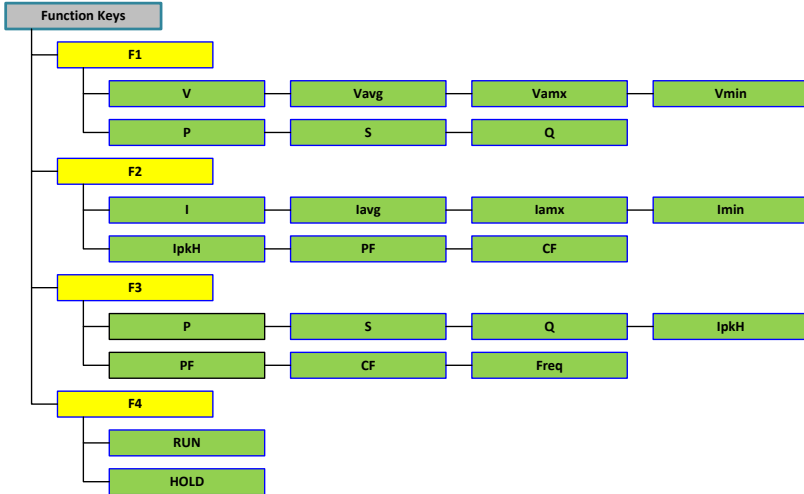 Function Keys
F1
V Vavg Vamx Vmin
P S Q
F2
I Iavg Iamx Imin
IpkH PF CF
F3
P S Q IpkH
PF CF Freq
F4
RUN
HOLD